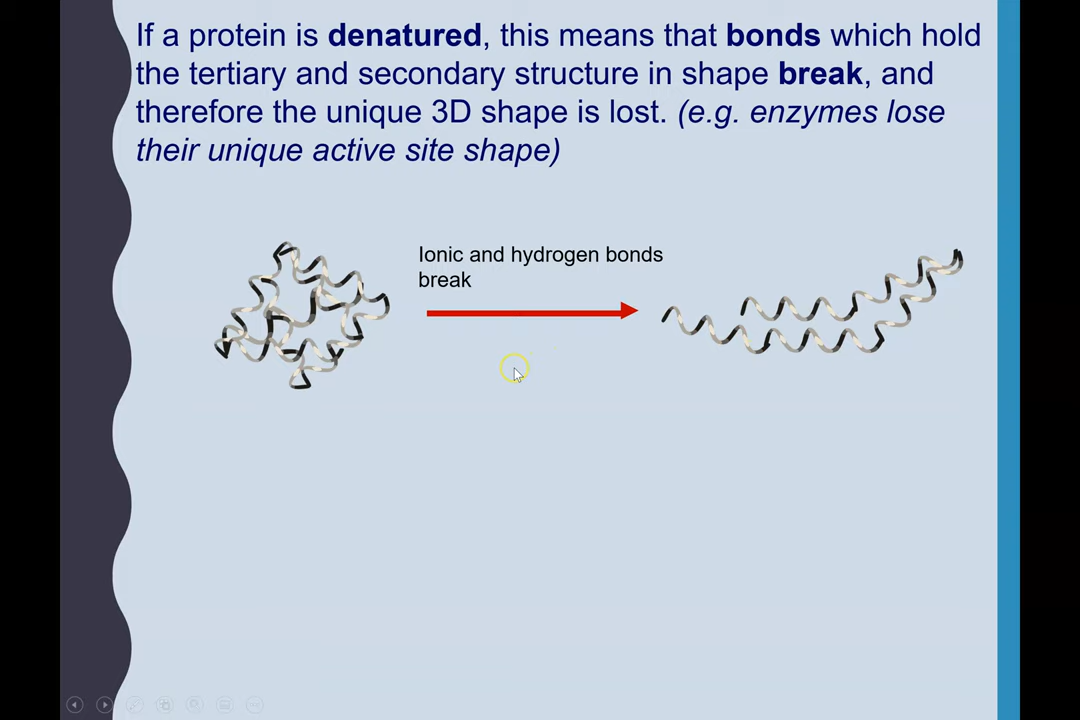 If a protein is denatured, this means that bonds which hold
the tertiary and secondary structure in shape break, and
therefore the unique 3D shape is lost. (e.g. enzymes lose
their unique active site shape)
Ionic and hydrogen bonds
break